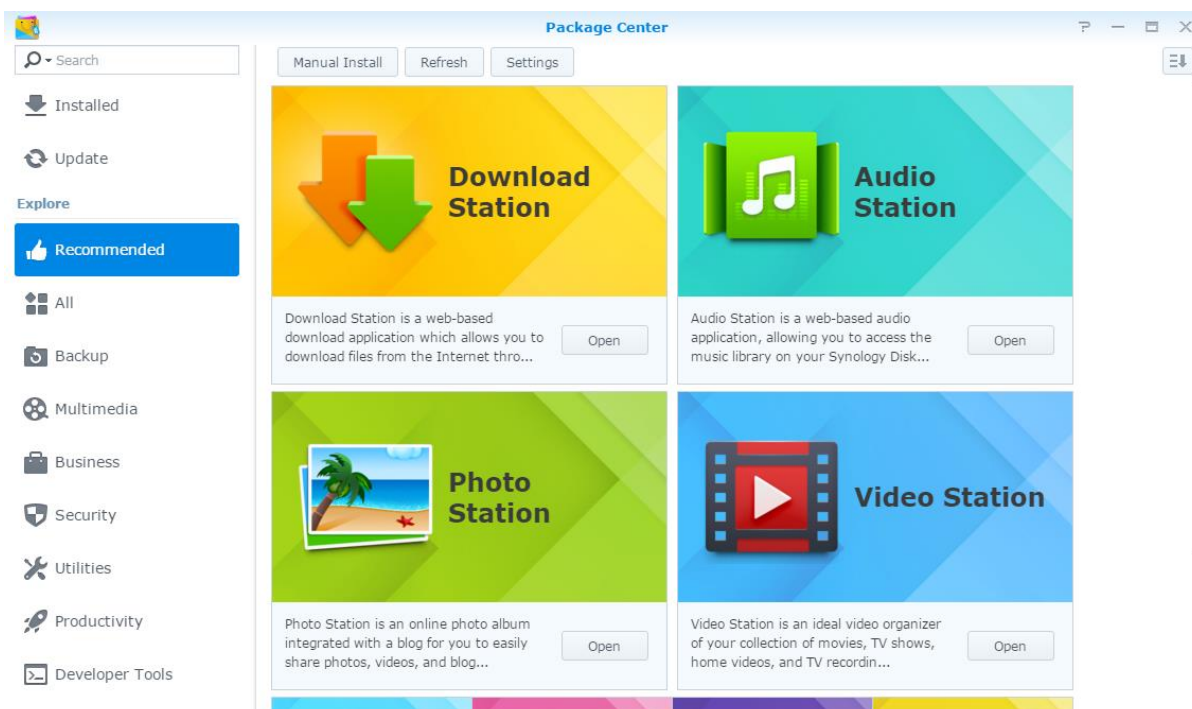 Package Center
Search
Manual Install
Refresh
Settings
Installed
Update
Explore
Recommended
All
Backup
Multimedia
Business
Security
Utilities
Productivity
Developer Tools
Download
Station
Download Station is a web-based
download application which allows you to
download files from the Internet thro...
Open
Audio
Station
Audio Station is a web-based audio
application, allowing you to access the
music library on your Synology Disk...
Open
Photo
Station
Photo Station is an online photo album
integrated with a blog for you to easily
share photos, videos, and blog...
Open
Video Station
Video Station is an ideal video organizer
of your collection of movies, TV shows,
home videos, and TV recordin...
Open